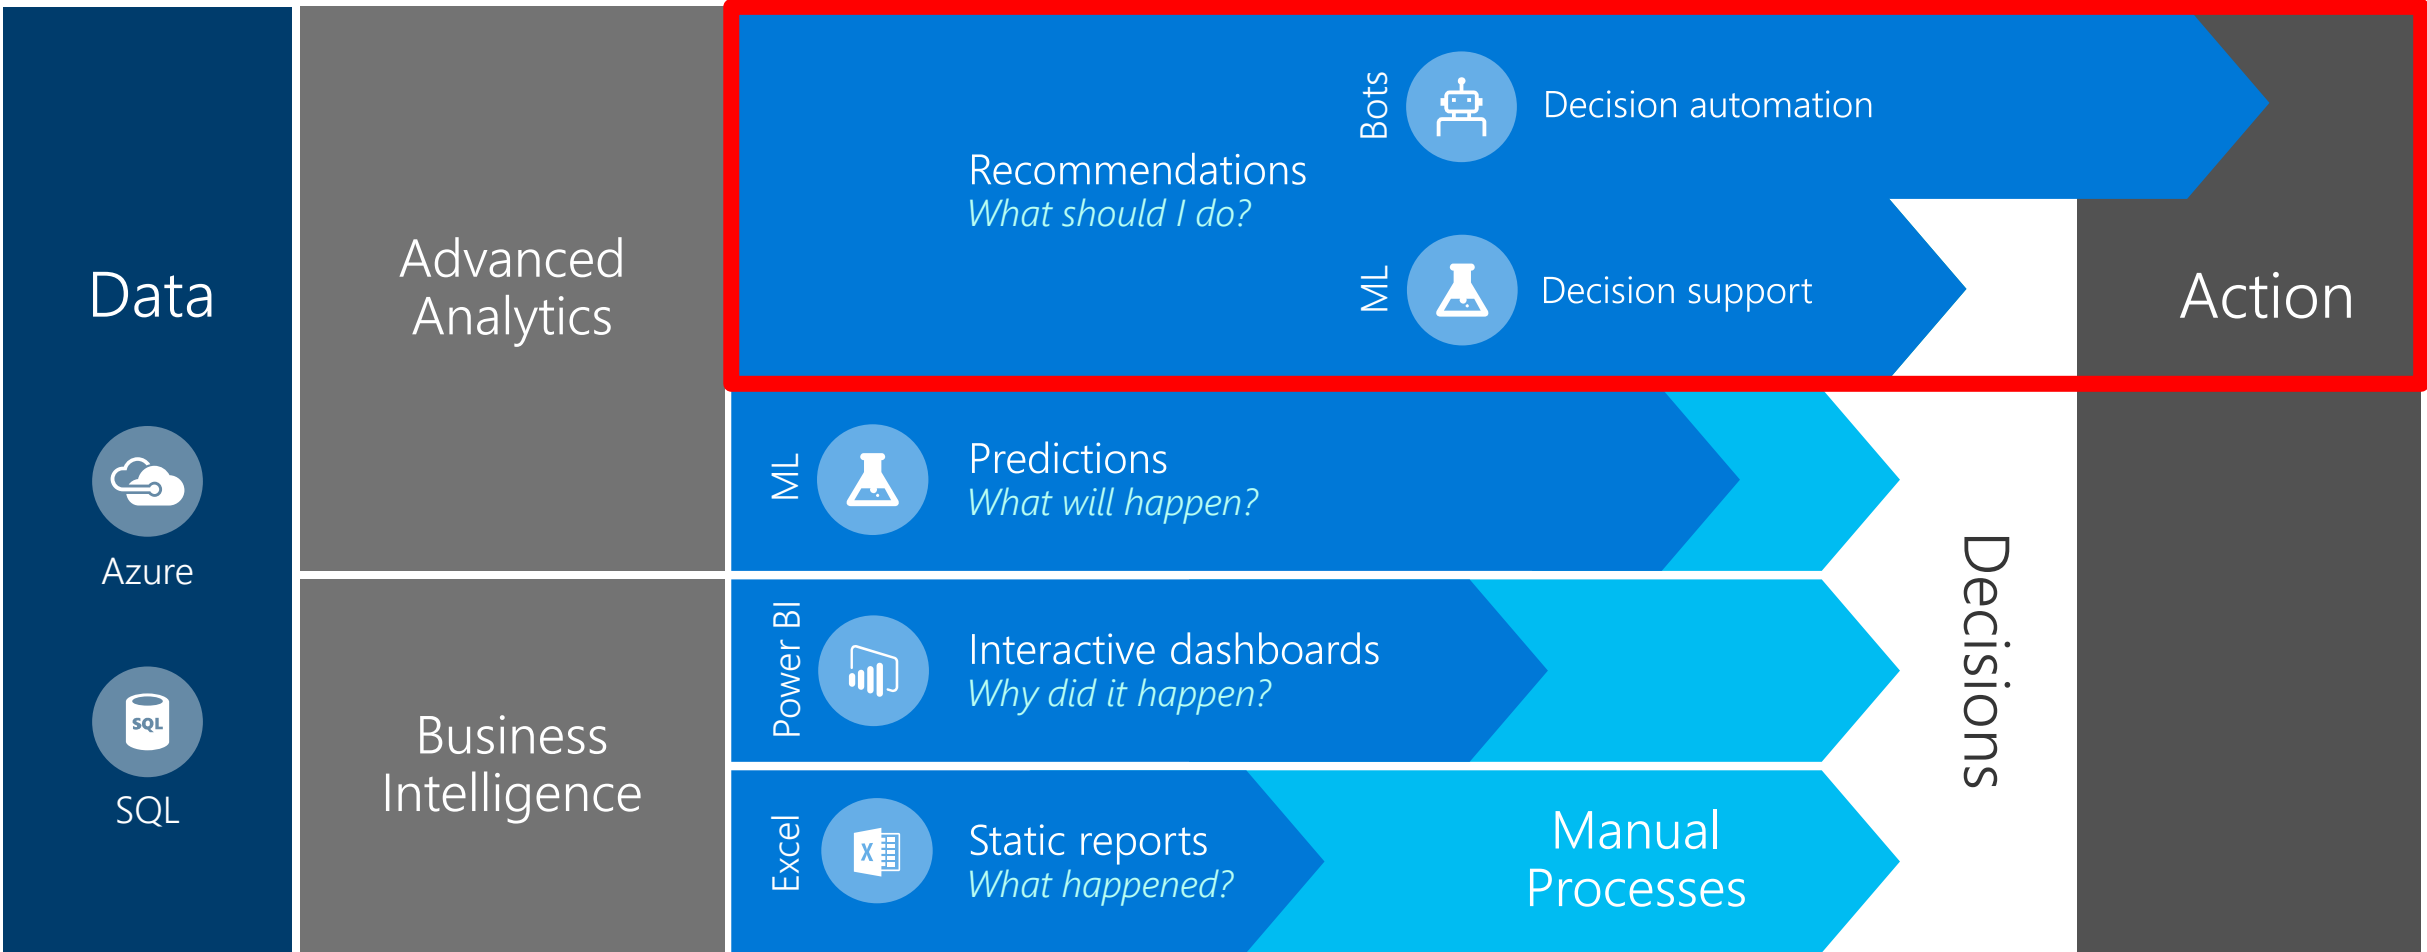 Data
Azure
SQL
SQL
Advanced
Analytics
Business
Intelligence
Recommendations
What should I do?
Bots
Decision automation
ML
Decision support
ML
Predictions
What will happen?
Power BI
Interactive dashboards
Why did it happen?
Excel
X
Static reports
What happened?
Manual
Processes
Decisions
Action